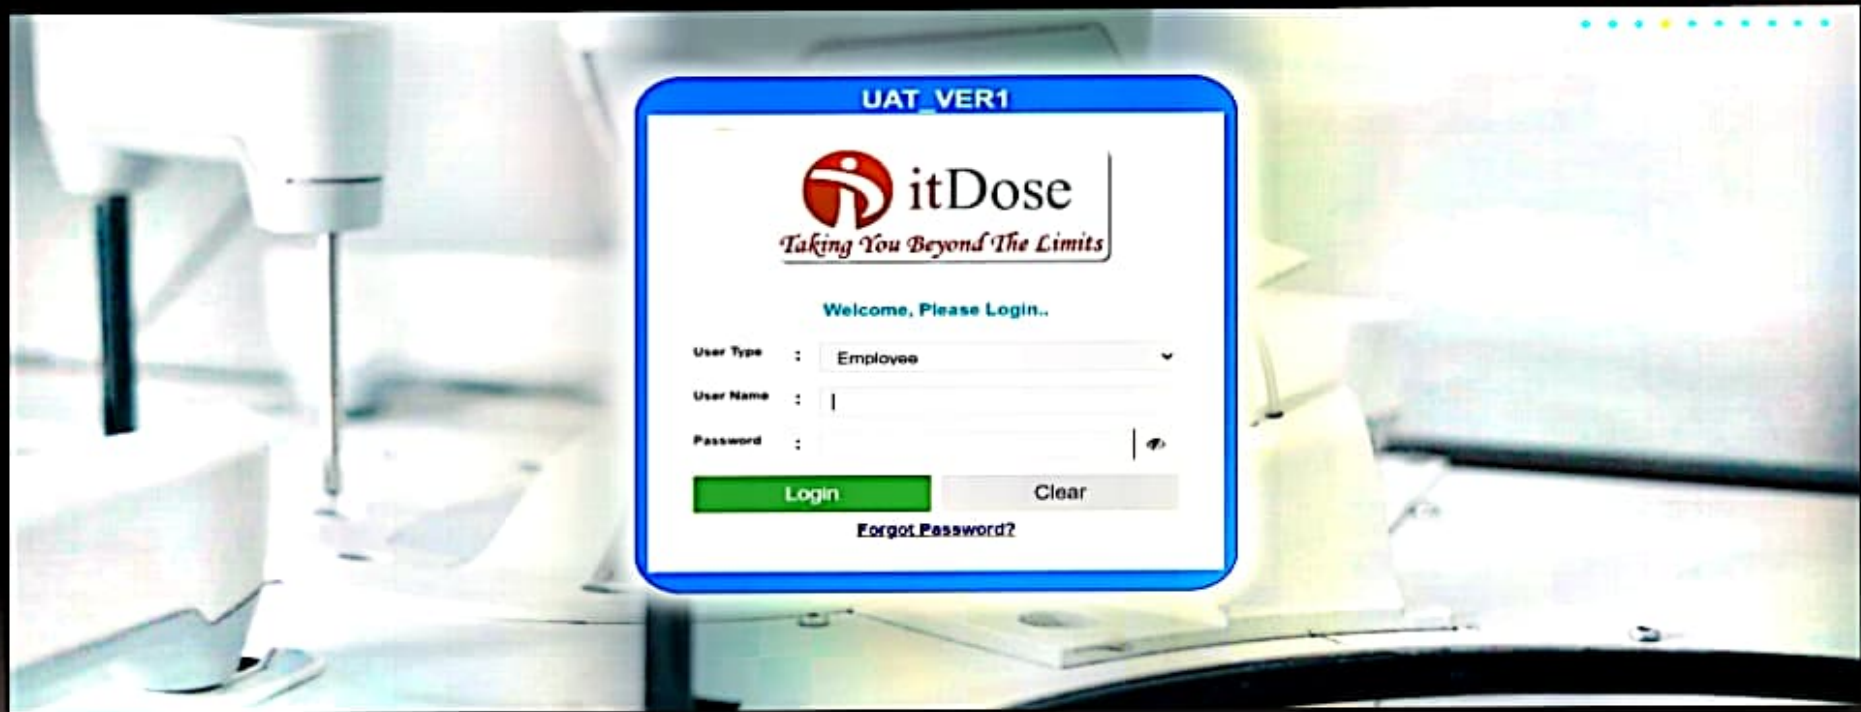 UAT_VER1
itDose
Taking You Beyond The Limits
Welcome, Please Login..
User Type : Employee
User Name :
Password :
Login Clear
Forgot Password?